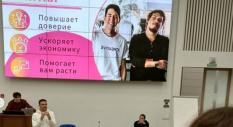 Повышает
доверие
Ускоряет
экономику
Помогает
вам расти